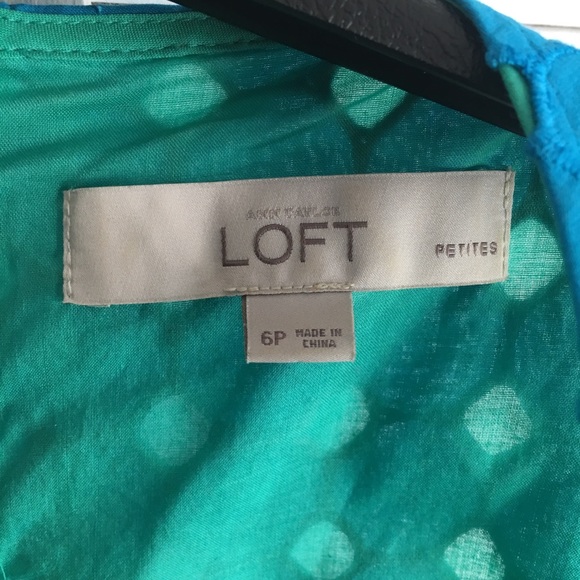 ANN TAYLOR
LOFT
PETITES
6P MADE IN
CHINA